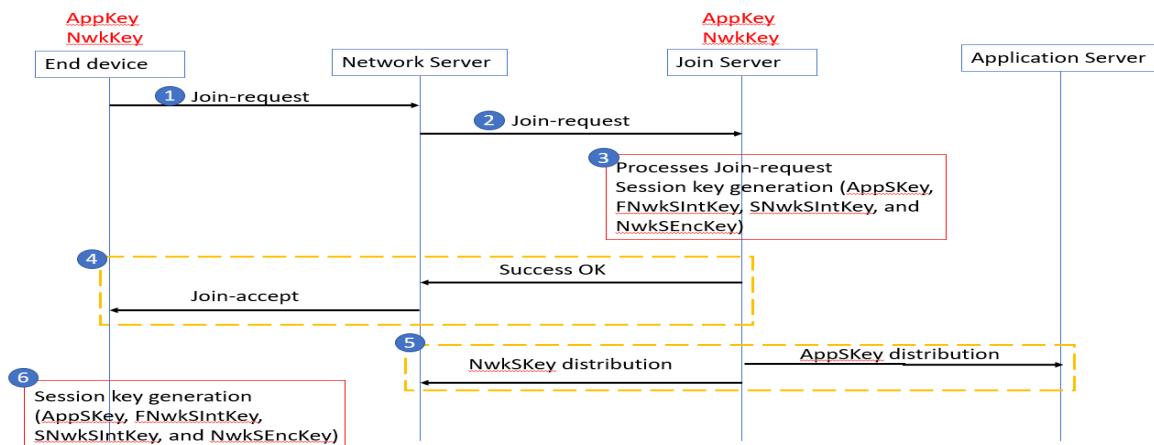 AppKey
NwkKey
AppKey
NwkKey
End device
Network Server
Join Server
Application Server
1 Join-request
2 Join-request
3
Processes Join-request
Session key generation (AppSKey,
FNwkSIntKey, SNwkSIntKey, and
NwkSEncKey)
4
Success OK
Join-accept
5
NwkSKey distribution
AppSKey distribution
6
Session key generation
(AppSKey, FNwkSIntKey,
SNwkSIntKey, and NwkSEncKey)